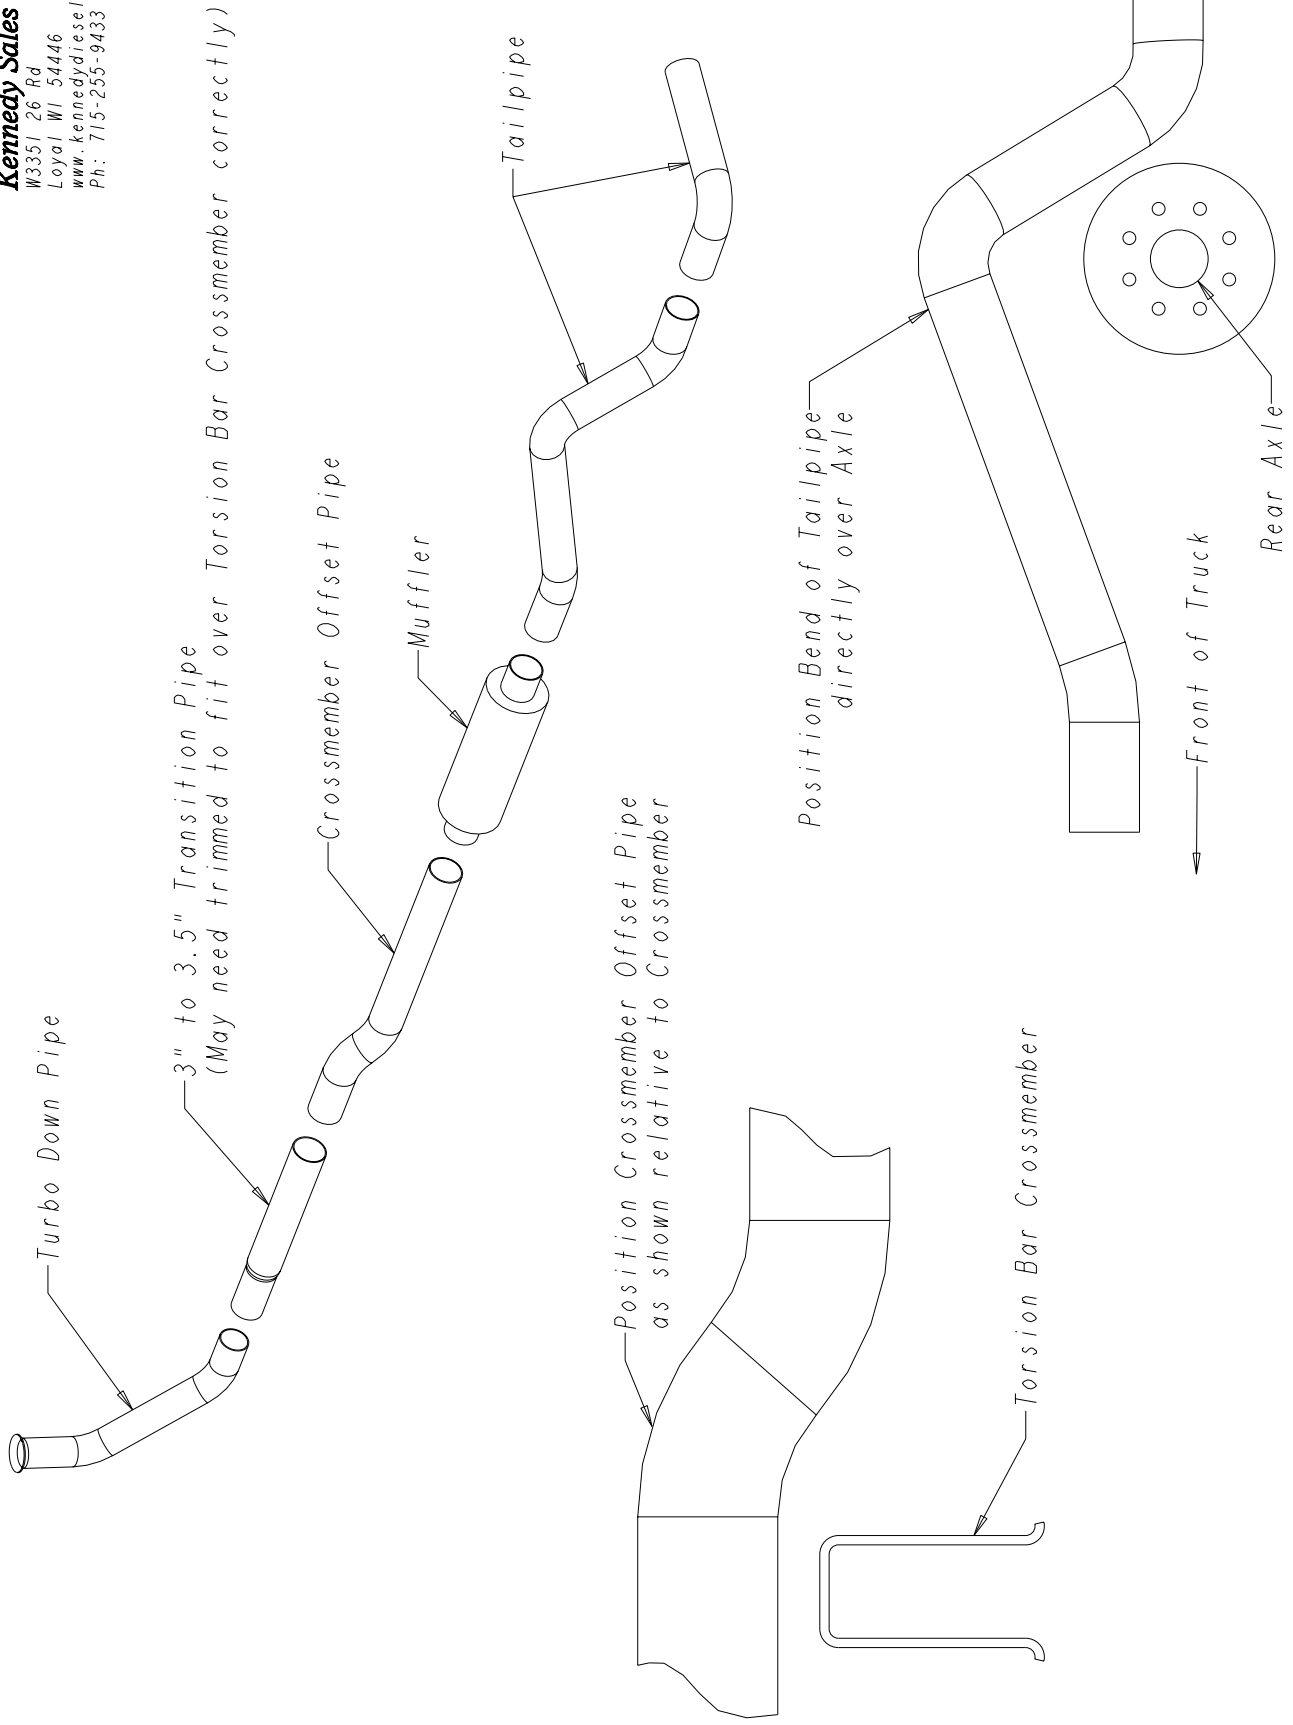 Kennedy Sales
W3351 26 Rd
Loyal WI 54446
www.kennedydiesel
Ph: 715-255-9433
Turbo Down Pipe
3" to 3.5" Transition Pipe
(May need trimmed to fit over Torsion Bar Crossmember correctly)
Crossmember Offset Pipe
Muffler
Tailpipe
Position Crossmember Offset Pipe
as shown relative to Crossmember
Torsion Bar Crossmember
Position Bend of Tailpipe
directly over Axle
Front of Truck
Rear Axle